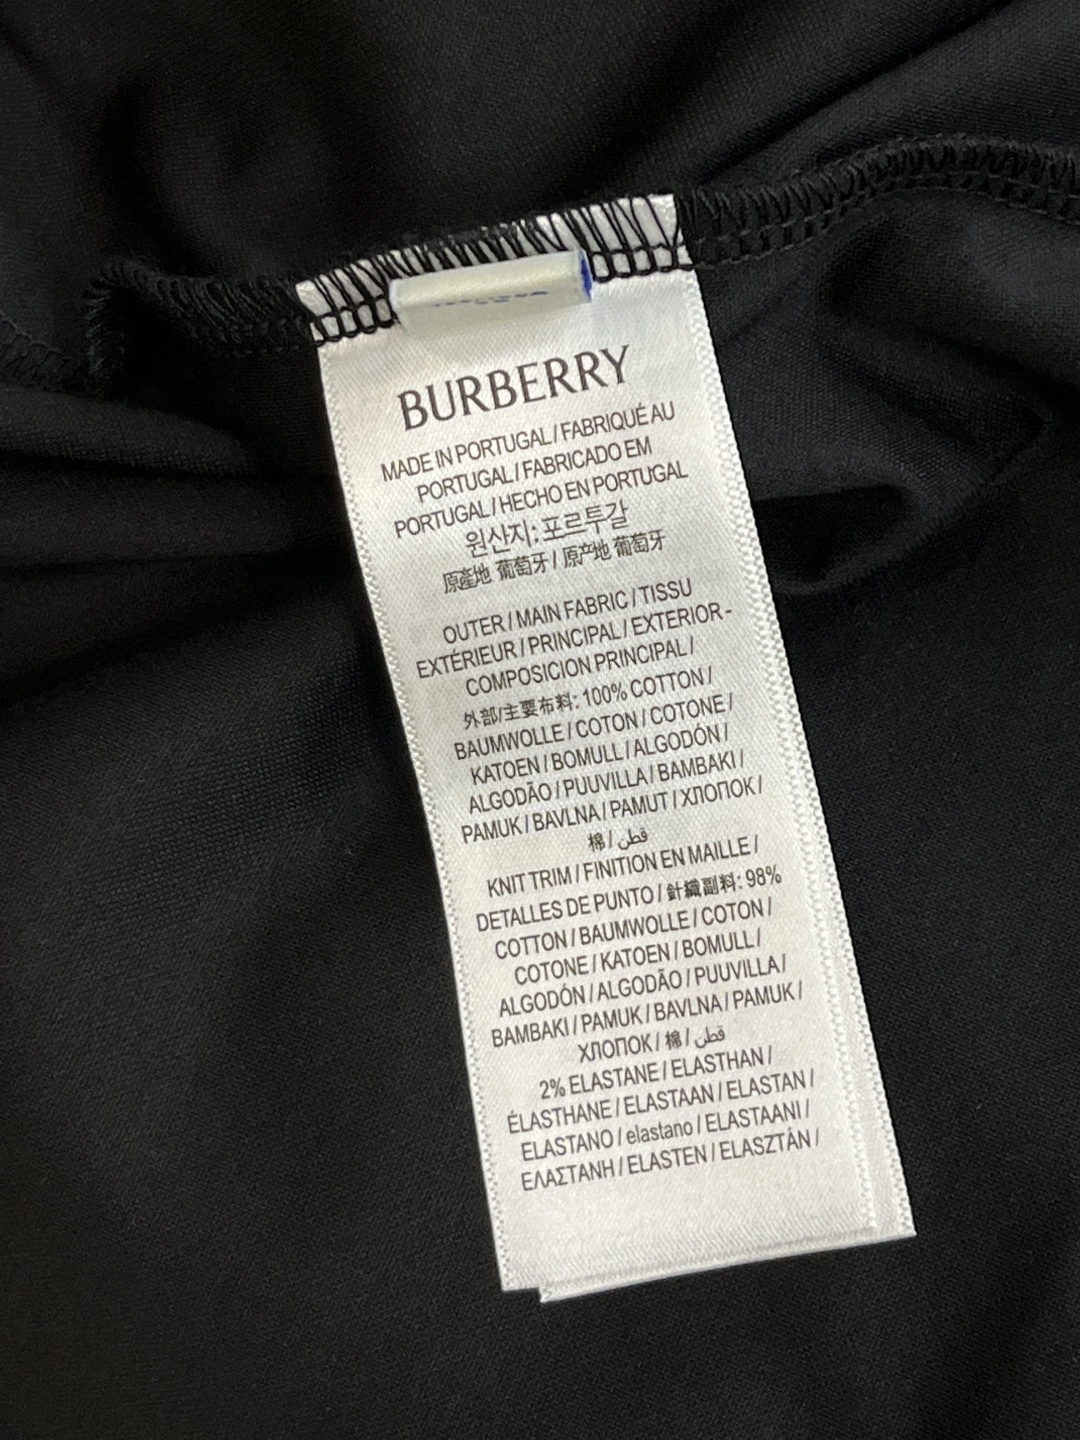 BURBERRY
MADE IN PORTUGAL / FABRIQUÉ AU
PORTUGAL / FABRICADO EM
PORTUGAL / HECHO EN PORTUGAL
원산지: 포르투갈
原產地 葡萄牙 / 原产地 葡萄牙
OUTER / MAIN FABRIC / TISSU
EXTÉRIEUR / PRINCIPAL / EXTERIOR -
COMPOSICION PRINCIPAL /
外部/主要布料: 100% COTTON /
BAUMWOLLE / COTON / COTONE /
KATOEN / BOMULL / ALGODÓN /
ALGODÃO / PUUVILLA / BAMBAKI /
PAMUK / BAVLNA / PAMUT / ХЛОПОК /
棉 / قطن
KNIT TRIM / FINITION EN MAILLE /
DETALLES DE PUNTO / 針織副料: 98%
COTTON / BAUMWOLLE / COTON /
COTONE / KATOEN / BOMULL /
ALGODÓN / ALGODÃO / PUUVILLA /
BAMBAKI / PAMUK / BAVLNA / PAMUK /
ХЛОПОК / 棉 / قطن
2% ELASTANE / ELASTHAN /
ÉLASTHANE / ELASTAAN / ELASTAN /
ELASTANO / elastano / ELASTAANI /
ΕΛΑΣΤΑΝΗ / ELASTEN / ELASZTÁN /